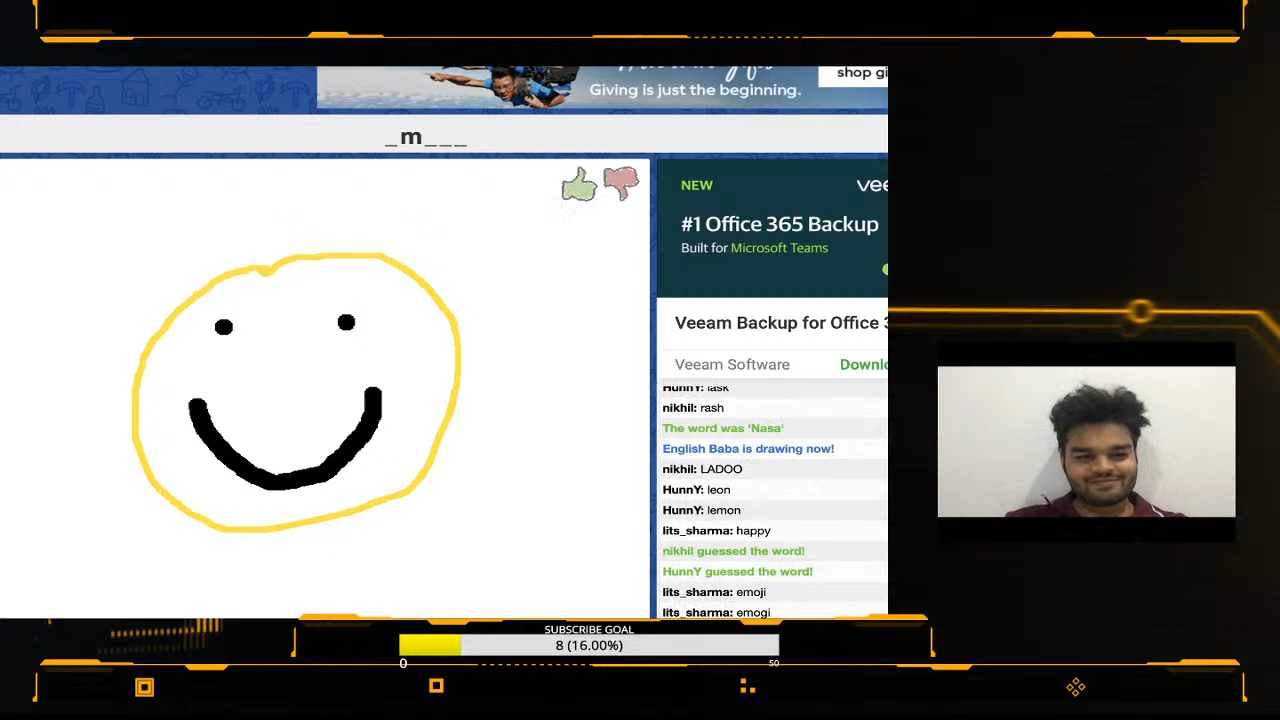 shop gi
Giving is just the beginning.
_m___
NEW
vee
#1 Office 365 Backup
Built for Microsoft Teams
Veeam Backup for Office 3
Veeam Software
Downlo
HunnY: lask
nikhil: rash
The word was 'Nasa'
English Baba is drawing now!
nikhil: LADOO
HunnY: leon
HunnY: lemon
lits_sharma: happy
nikhil guessed the word!
HunnY guessed the word!
lits_sharma: emoji
lits_sharma: emogi
SUBSCRIBE GOAL
8 (16.00%)
0
50